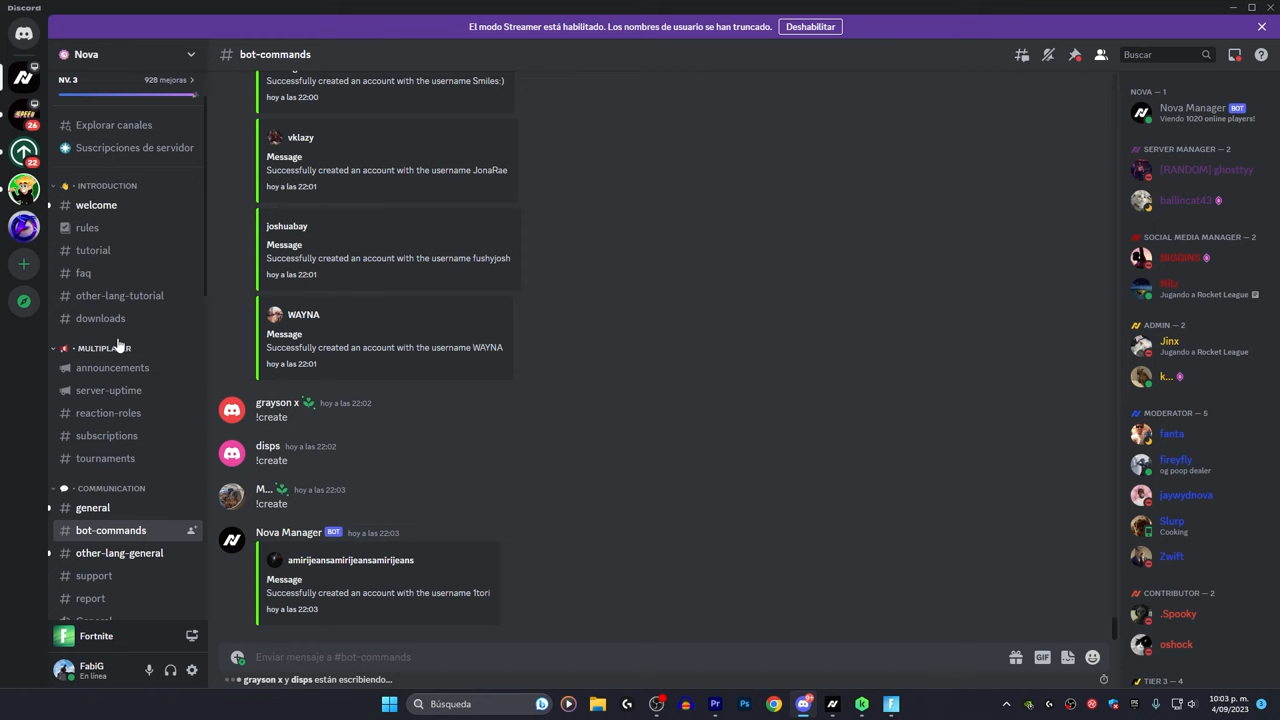 Discord
El modo Streamer está habilitado. Los nombres de usuario se han truncado.
Deshabilitar
Nova
NV. 3
928 mejoras
Explorar canales
Suscripciones de servidor
26
22
INTRODUCTION
welcome
rules
tutorial
faq
other-lang-tutorial
downloads
MULTIPLAYER
announcements
server-uptime
reaction-roles
subscriptions
tournaments
COMMUNICATION
general
bot-commands
other-lang-general
support
report
Fortnite
FabiG
En línea
bot-commands
Buscar
Successfully created an account with the username Smiles:)
hoy a las 22:00
vklazy
Message
Successfully created an account with the username JonaRae
hoy a las 22:01
joshuabay
Message
Successfully created an account with the username fushyjosh
hoy a las 22:01
WAYNA
Message
Successfully created an account with the username WAYNA
hoy a las 22:01
grayson x hoy a las 22:02
!create
disps hoy a las 22:02
!create
M... hoy a las 22:03
!create
Nova Manager BOT hoy a las 22:03
amirijeansamirijeansamirijeans
Message
Successfully created an account with the username 1tori
hoy a las 22:03
Enviar mensaje a #bot-commands
GIF
grayson x y disps están escribiendo...
NOVA — 1
Nova Manager BOT
Viendo 1020 online players!
SERVER MANAGER — 2
[RANDOM] ghosttyy
ballincat43
SOCIAL MEDIA MANAGER — 2
BIGGINS
Jugando a Rocket League
ADMIN — 2
Jinx
Jugando a Rocket League
k...
MODERATOR — 5
fanta
fireyfly
og poop dealer
jaywydnova
Slurp
Cooking
Zwift
CONTRIBUTOR — 2
.Spooky
oshock
TIER 3 — 4
Búsqueda
10:03 p. m.
4/09/2023